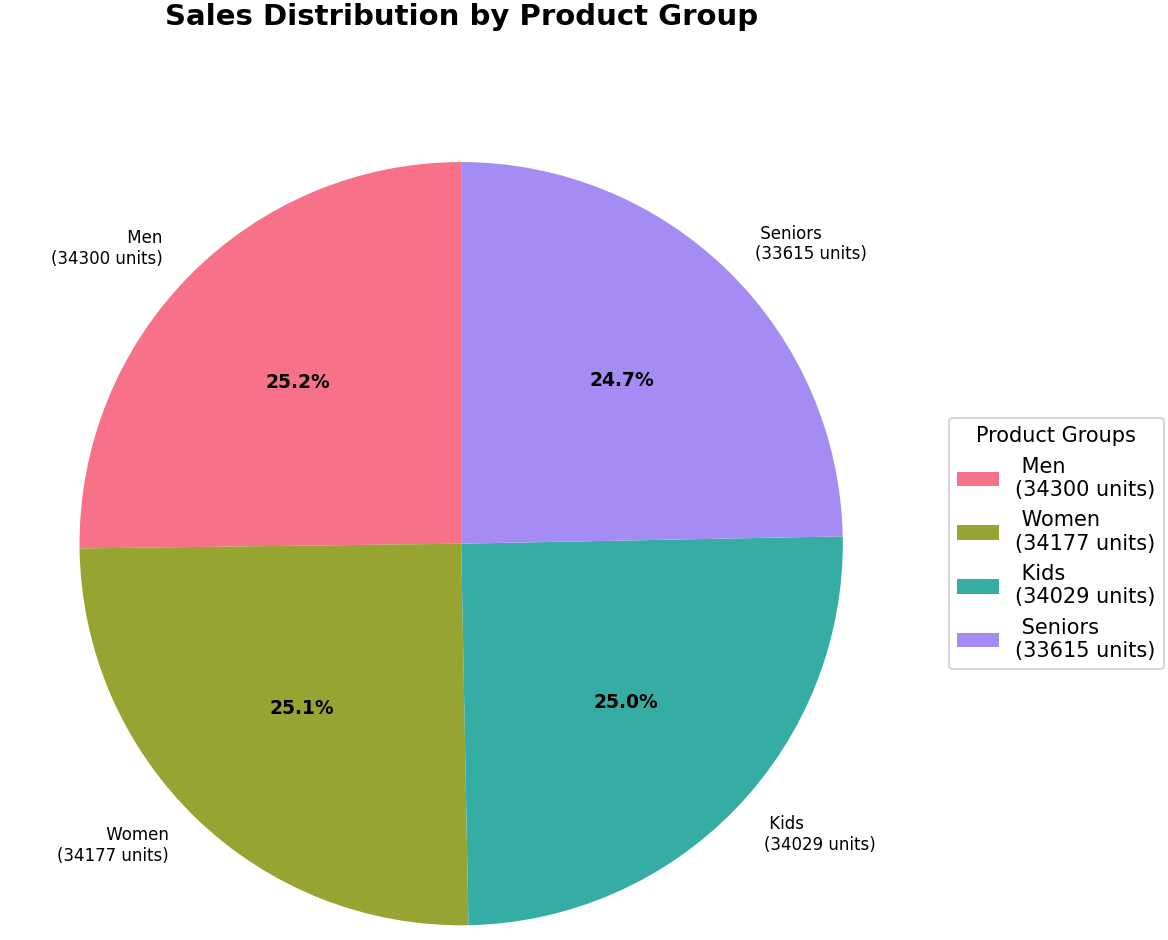 Sales Distribution by Product Group
Men
(34300 units)
Seniors
(33615 units)
25.2%
24.7%
Product Groups
Men
(34300 units)
Women
(34177 units)
Kids
(34029 units)
Seniors
(33615 units)
25.1%
25.0%
Women
(34177 units)
Kids
(34029 units)